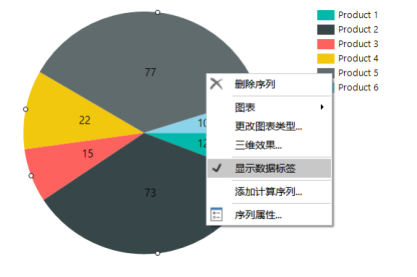 Product 1
Product 2
Product 3
Product 4
Product 5
Product 6
77
22
15
73
10
12
删除序列
图表
更改图表类型...
三维效果...
显示数据标签
添加计算序列...
序列属性...